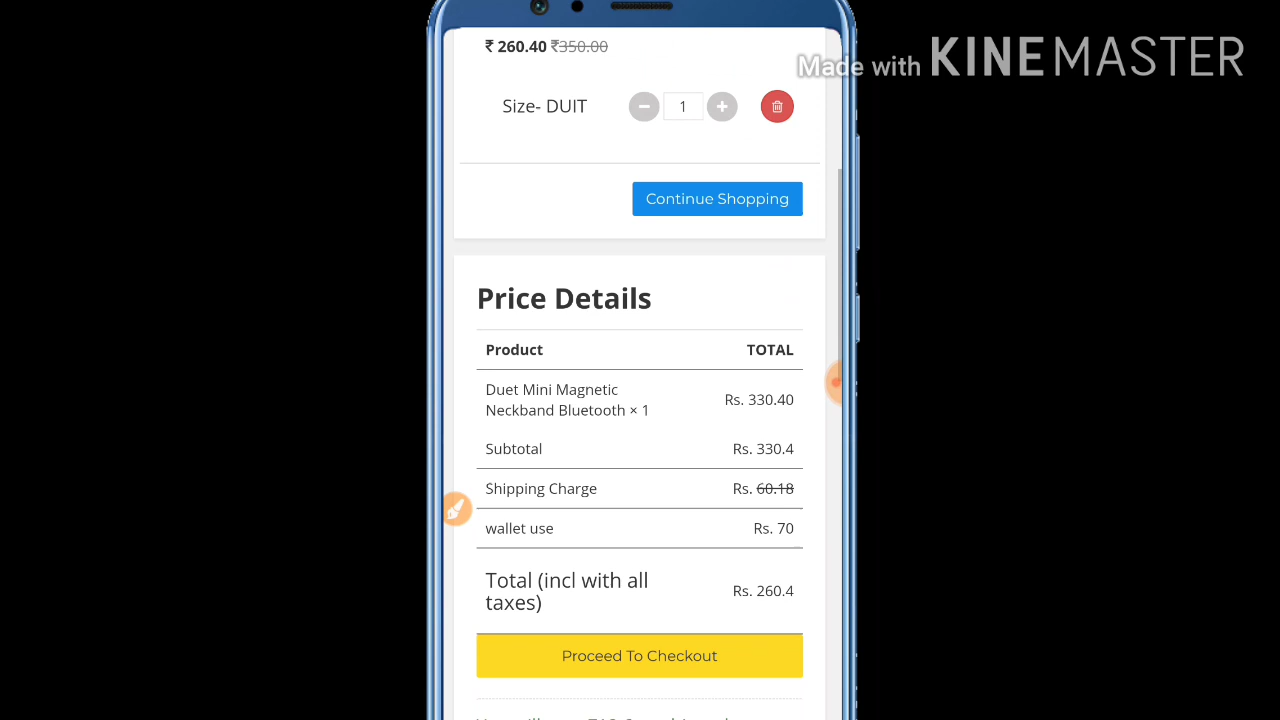 ₹ 260.40 ₹350.00
Made with KINEMASTER
Size- DUIT 1
Continue Shopping
Price Details
Product TOTAL
Duet Mini Magnetic
Neckband Bluetooth × 1 Rs. 330.40
Subtotal Rs. 330.4
Shipping Charge Rs. 60.18
wallet use Rs. 70
Total (incl with all
taxes) Rs. 260.4
Proceed To Checkout